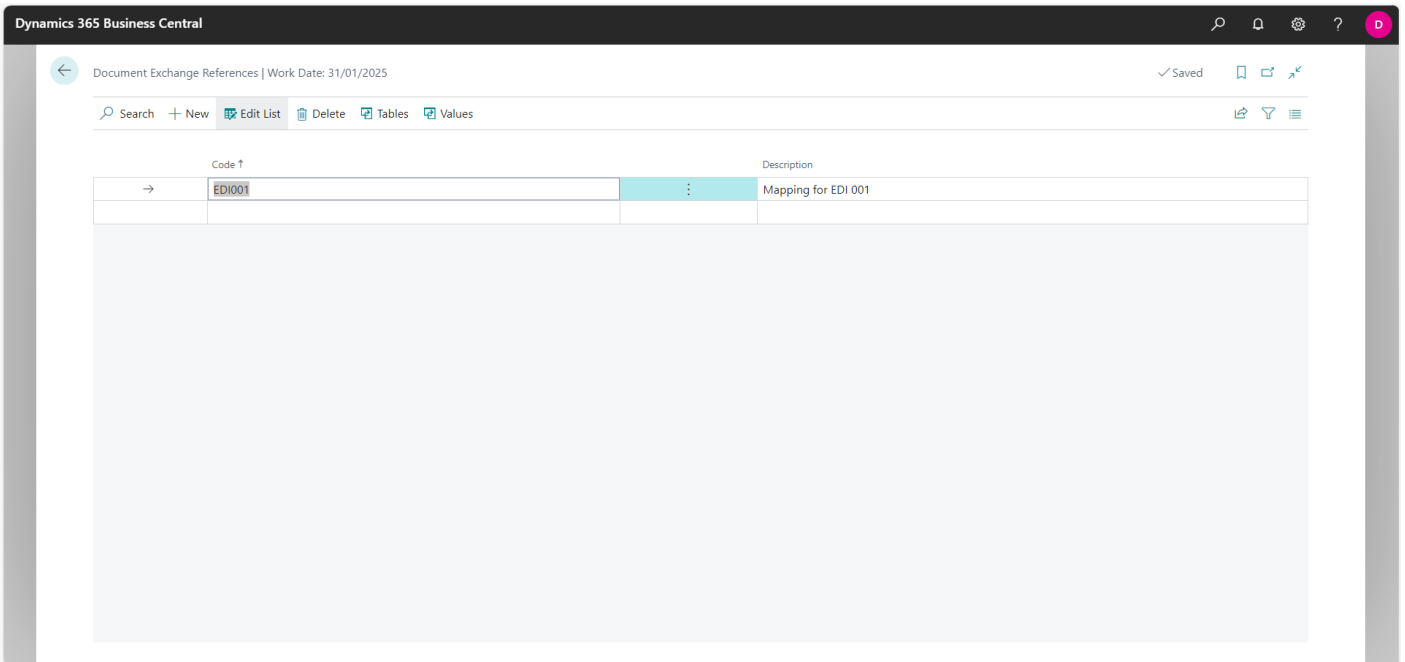 Dynamics 365 Business Central
? D
Document Exchange References | Work Date: 31/01/2025 Saved
Search New Edit List Delete Tables Values
Code ↑ Description
EDI001 Mapping for EDI 001